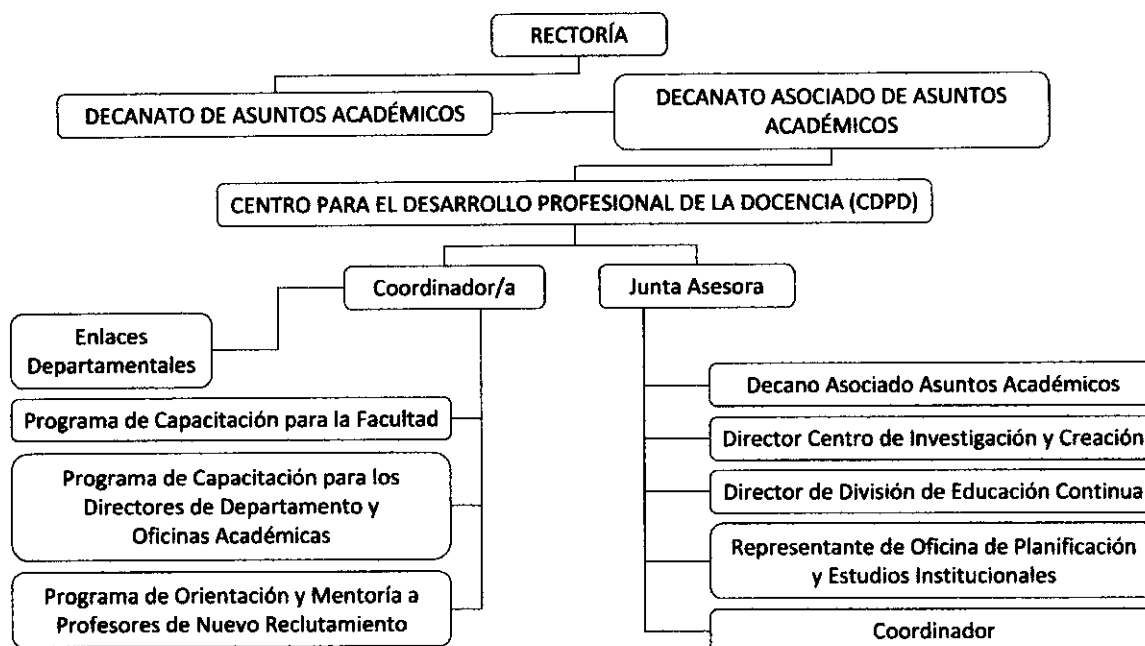 RECTORÍA
DECANATO DE ASUNTOS ACADÉMICOS
DECANATO ASOCIADO DE ASUNTOS
ACADÉMICOS
CENTRO PARA EL DESARROLLO PROFESIONAL DE LA DOCENCIA (CDPD)
Coordinador/a
Junta Asesora
Enlaces
Departamentales
Programa de Capacitación para la Facultad
Programa de Capacitación para los
Directores de Departamento y
Oficinas Académicas
Programa de Orientación y Mentoría a
Profesores de Nuevo Reclutamiento
Decano Asociado Asuntos Académicos
Director Centro de Investigación y Creación
Director de División de Educación Continua
Representante de Oficina de Planificación
y Estudios Institucionales
Coordinador